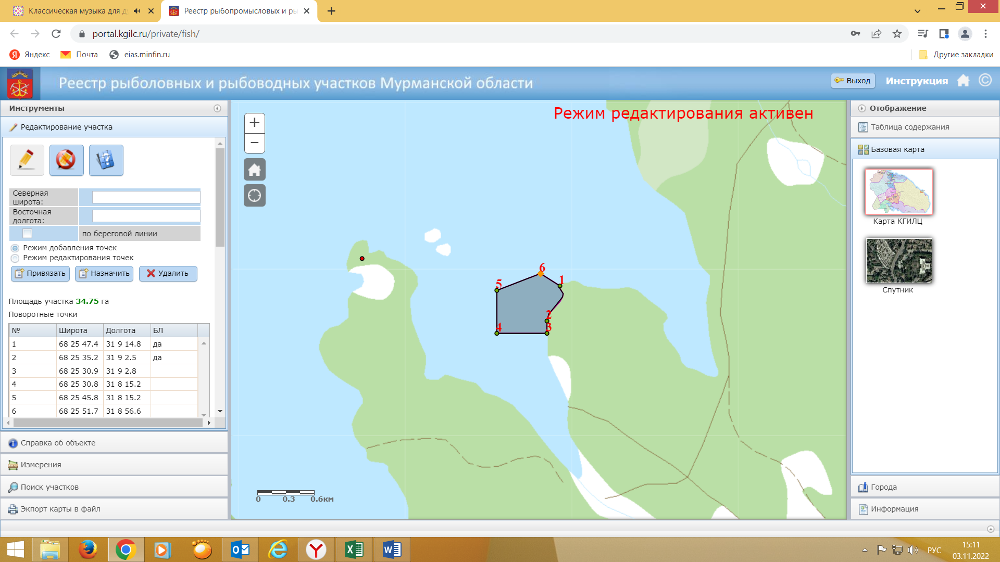 Классическая музыка для д
Реестр рыбопромысловых и ры
portal.kgilc.ru/private/fish/
Яндекс
Почта
eias.minfin.ru
Другие закладки
Реестр рыболовных и рыбоводных участков Мурманской области
Выход
Инструкция
Инструменты
Редактирование участка
Северная
широта:
Восточная
долгота:
по береговой линии
Режим добавления точек
Режим редактирования точек
Привязать
Назначить
Удалить
Площадь участка 34.75 га
Поворотные точки
№ Широта Долгота БЛ
1 68 25 47.4 31 9 14.8 да
2 68 25 35.2 31 9 2.5 да
3 68 25 30.9 31 9 2.8
4 68 25 30.8 31 8 15.2
5 68 25 45.8 31 8 15.2
6 68 25 51.7 31 8 56.6
Справка об объекте
Измерения
Поиск участков
Экспорт карты в файл
Режим редактирования активен
6
1
5
2
4
3
0 0.3 0.6км
Отображение
Таблица содержания
Базовая карта
Карта КГИЛЦ
Спутник
Города
Информация
РУС
15:11
03.11.2022